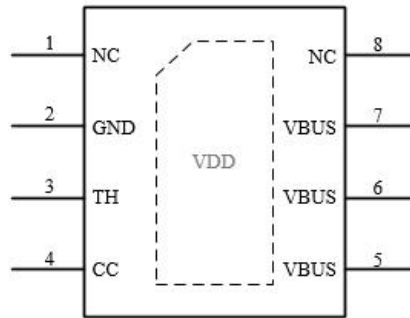 1 NC NC 8
2 GND VBUS 7
VDD
3 TH VBUS 6
4 CC VBUS 5